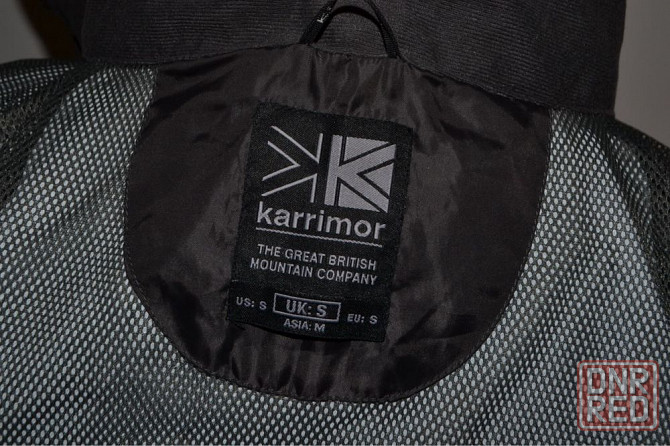 karrimor
THE GREAT BRITISH
MOUNTAIN COMPANY
US: S UK: S EU: S
ASIA: M
DNR
RED